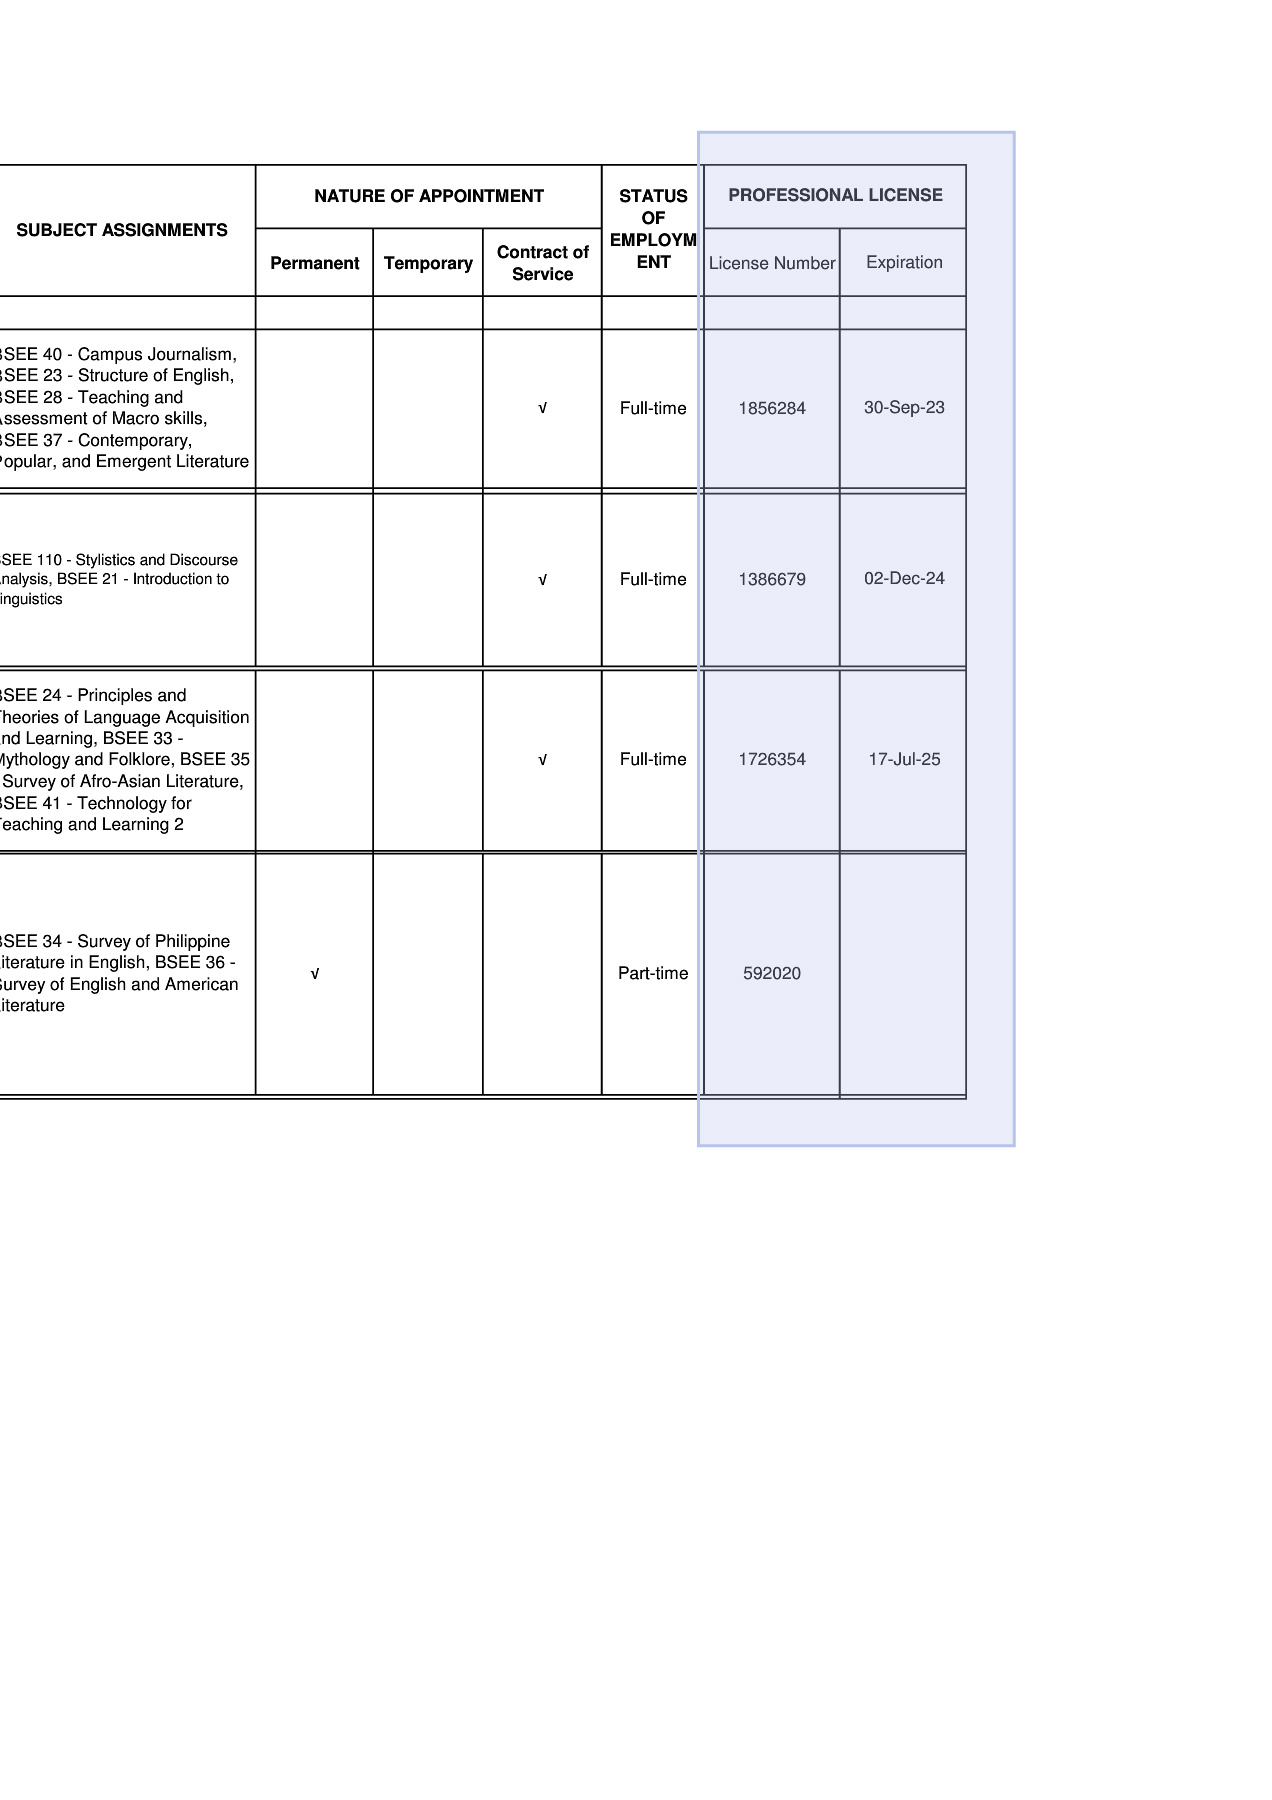 SUBJECT ASSIGNMENTS
NATURE OF APPOINTMENT
STATUS
OF
EMPLOYM
ENT
PROFESSIONAL LICENSE
Permanent
Temporary
Contract of
Service
License Number
Expiration
BSEE 40 - Campus Journalism,
BSEE 23 - Structure of English,
BSEE 28 - Teaching and
Assessment of Macro skills,
BSEE 37 - Contemporary,
Popular, and Emergent Literature
√
Full-time
1856284
30-Sep-23
BSEE 110 - Stylistics and Discourse
Analysis, BSEE 21 - Introduction to
Linguistics
√
Full-time
1386679
02-Dec-24
BSEE 24 - Principles and
Theories of Language Acquisition
and Learning, BSEE 33 -
Mythology and Folklore, BSEE 35
Survey of Afro-Asian Literature,
BSEE 41 - Technology for
Teaching and Learning 2
√
Full-time
1726354
17-Jul-25
BSEE 34 - Survey of Philippine
Literature in English, BSEE 36 -
Survey of English and American
Literature
√
Part-time
592020